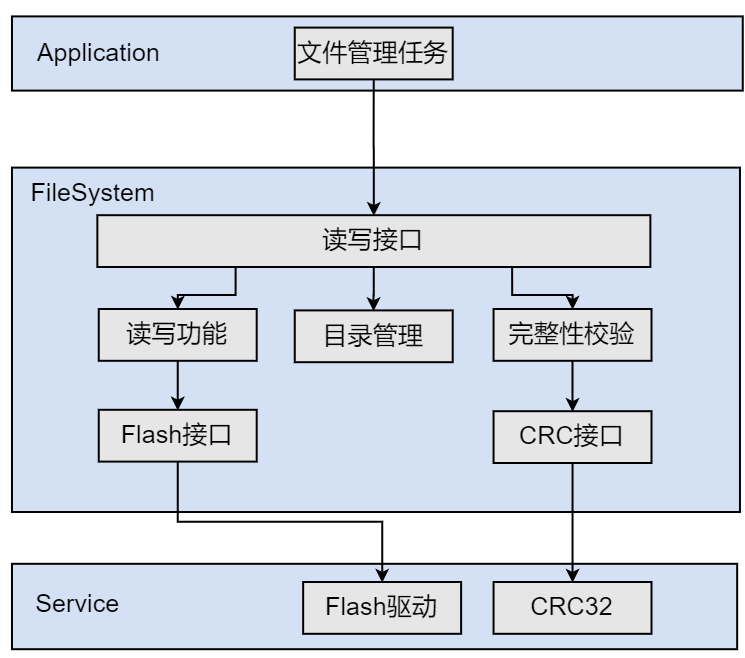 Application
文件管理任务
FileSystem
读写接口
读写功能
目录管理
完整性校验
Flash接口
CRC接口
Service
Flash驱动
CRC32